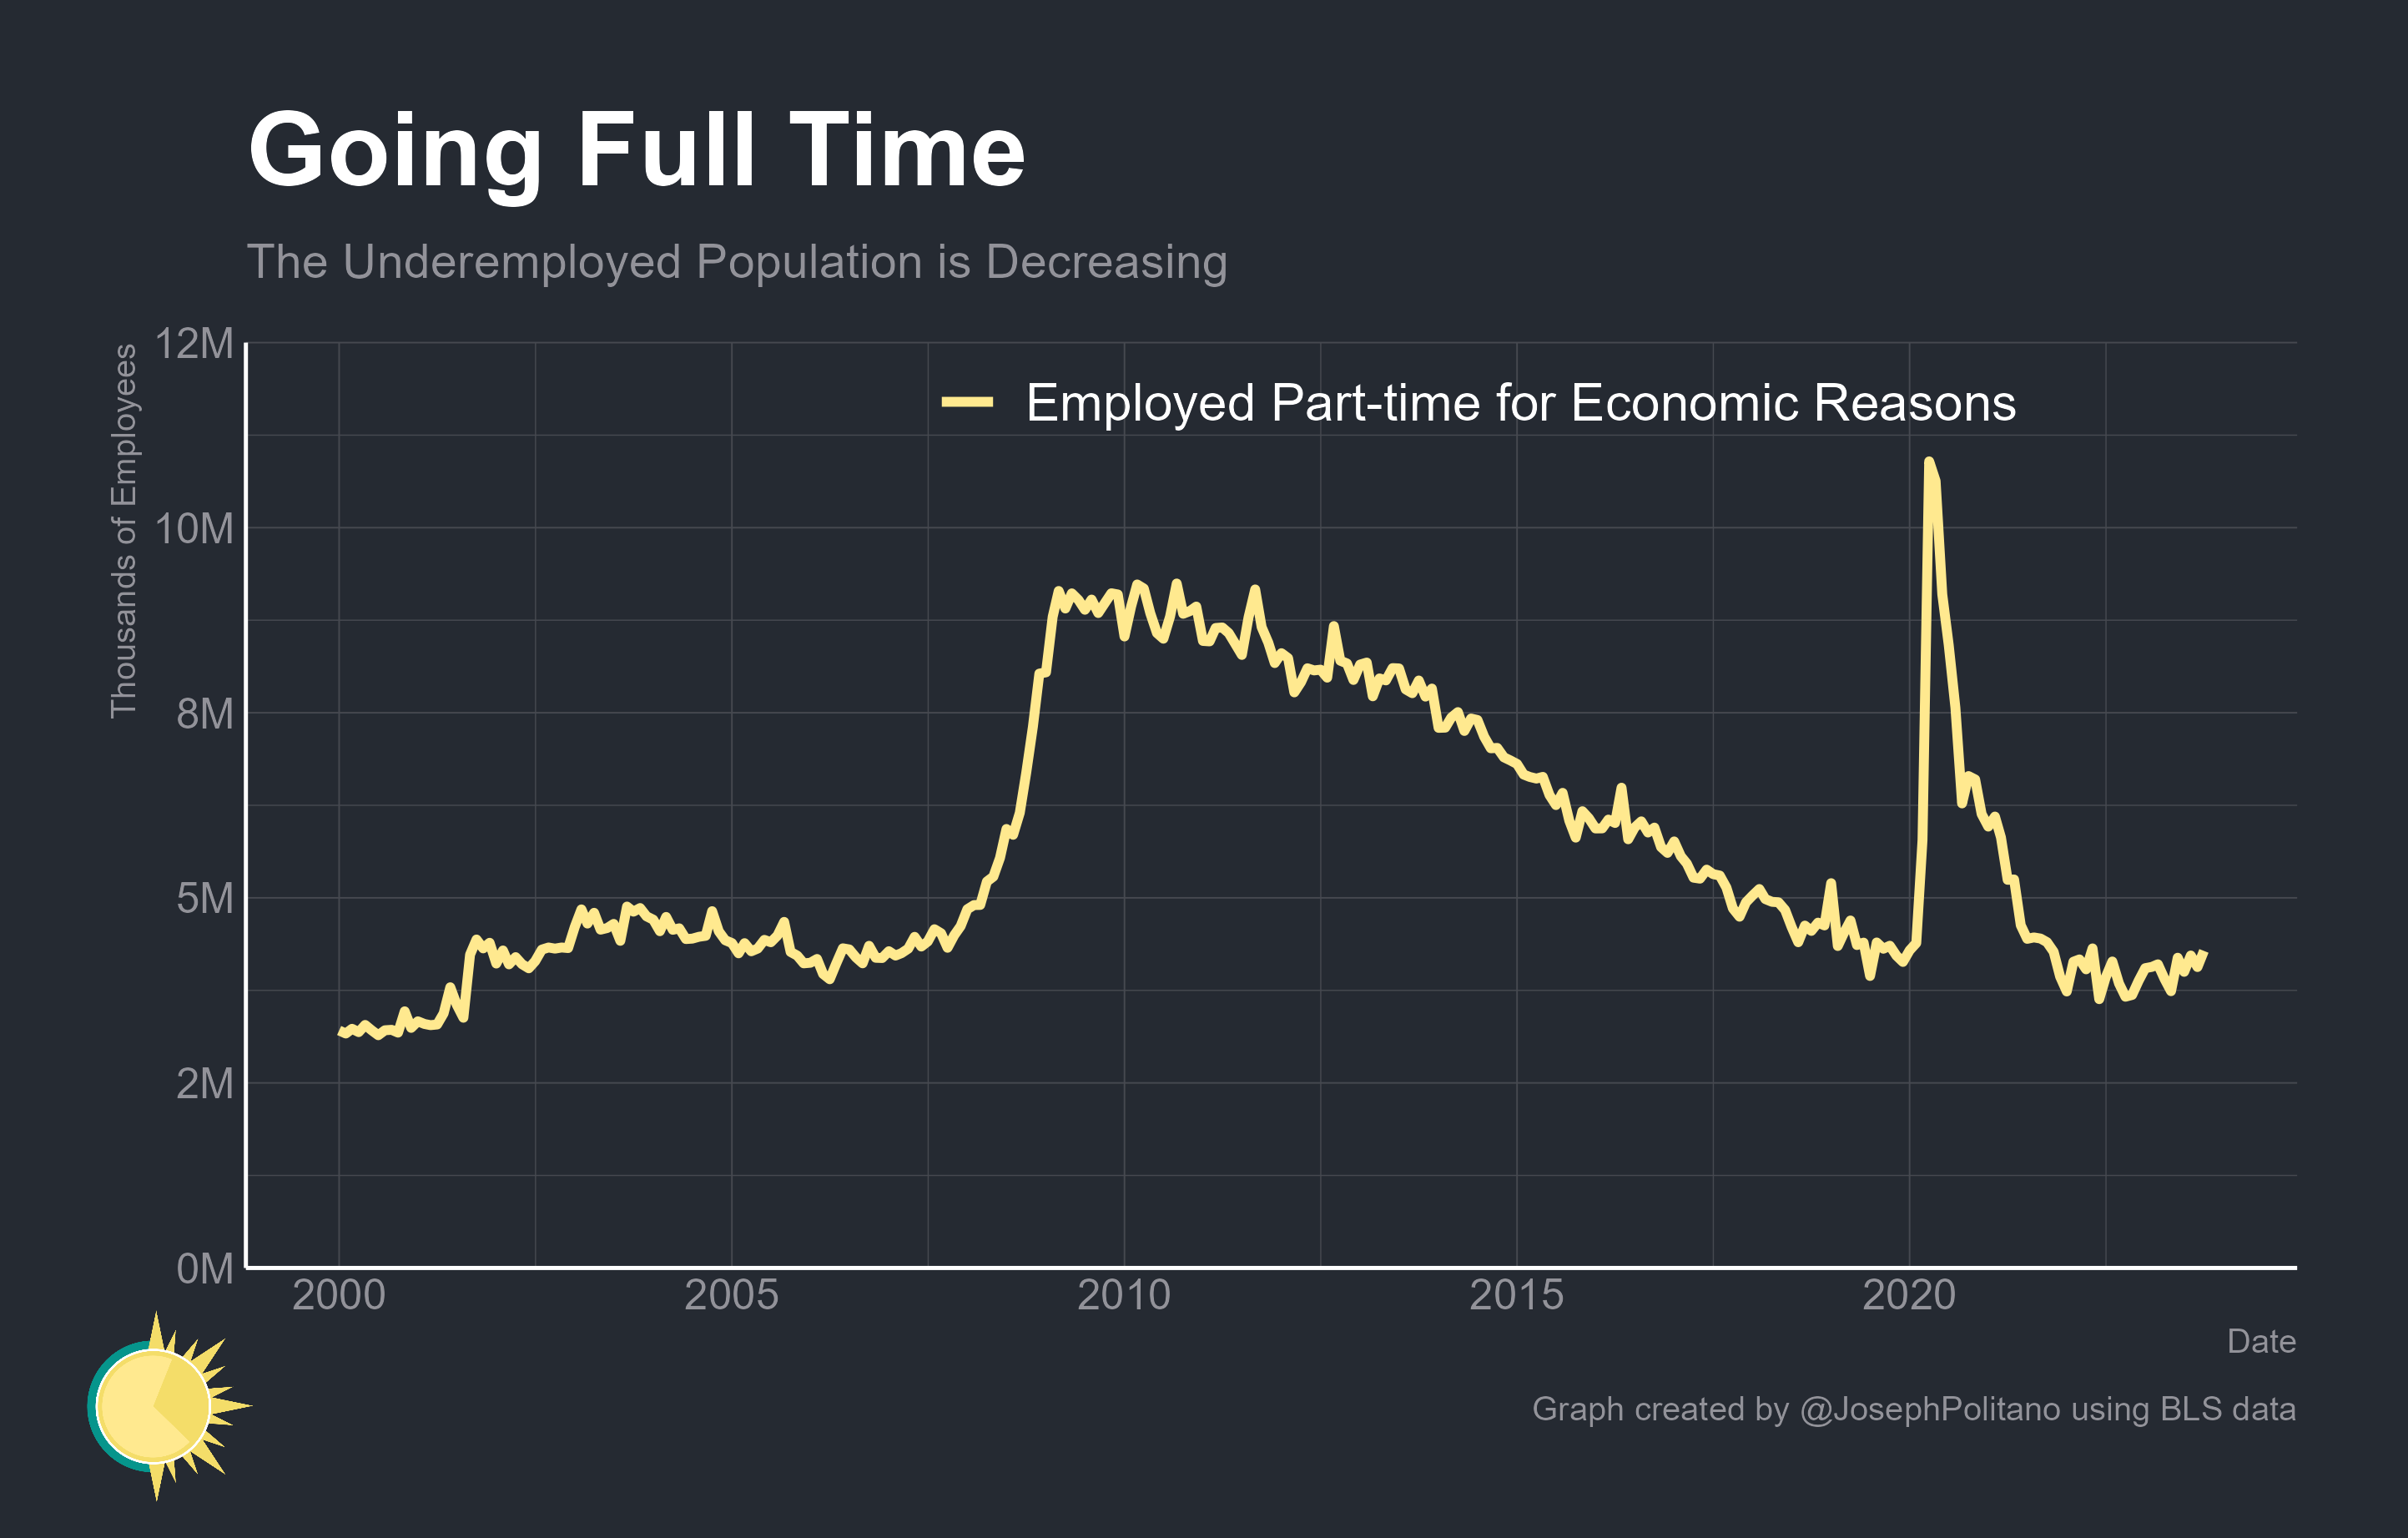 Going Full Time
The Underemployed Population is Decreasing
Thousands of Employees
12M
10M
8M
5M
2M
0M
Employed Part-time for Economic Reasons
2000
2005
2010
2015
2020
Date
Graph created by @JosephPolitano using BLS data